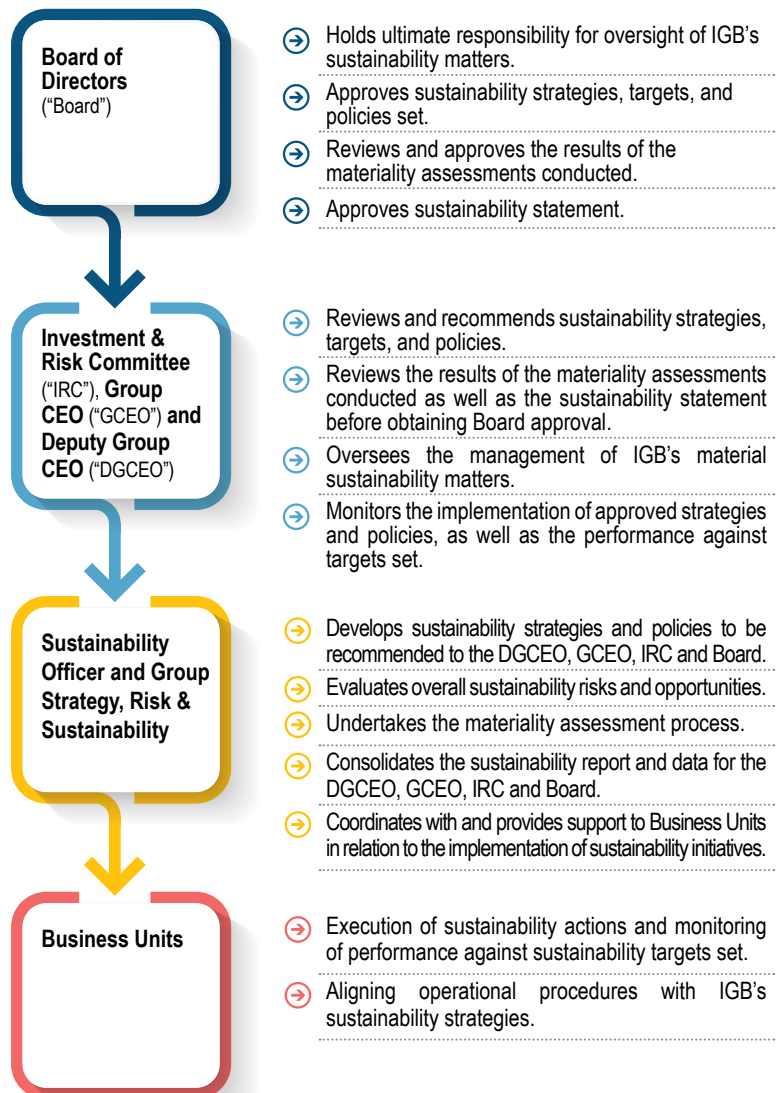 Board of
Directors
(“Board”)
Holds ultimate responsibility for oversight of IGB’s
sustainability matters.
Approves sustainability strategies, targets, and
policies set.
Reviews and approves the results of the
materiality assessments conducted.
Approves sustainability statement.
Investment &
Risk Committee
(“IRC”), Group
CEO (“GCEO”) and
Deputy Group
CEO (“DGCEO”)
Reviews and recommends sustainability strategies,
targets, and policies.
Reviews the results of the materiality assessments
conducted as well as the sustainability statement
before obtaining Board approval.
Oversees the management of IGB’s material
sustainability matters.
Monitors the implementation of approved strategies
and policies, as well as the performance against
targets set.
Sustainability
Officer and Group
Strategy, Risk &
Sustainability
Develops sustainability strategies and policies to be
recommended to the DGCEO, GCEO, IRC and Board.
Evaluates overall sustainability risks and opportunities.
Undertakes the materiality assessment process.
Consolidates the sustainability report and data for the
DGCEO, GCEO, IRC and Board.
Coordinates with and provides support to Business Units
in relation to the implementation of sustainability initiatives.
Business Units
Execution of sustainability actions and monitoring
of performance against sustainability targets set.
Aligning operational procedures with IGB’s
sustainability strategies.